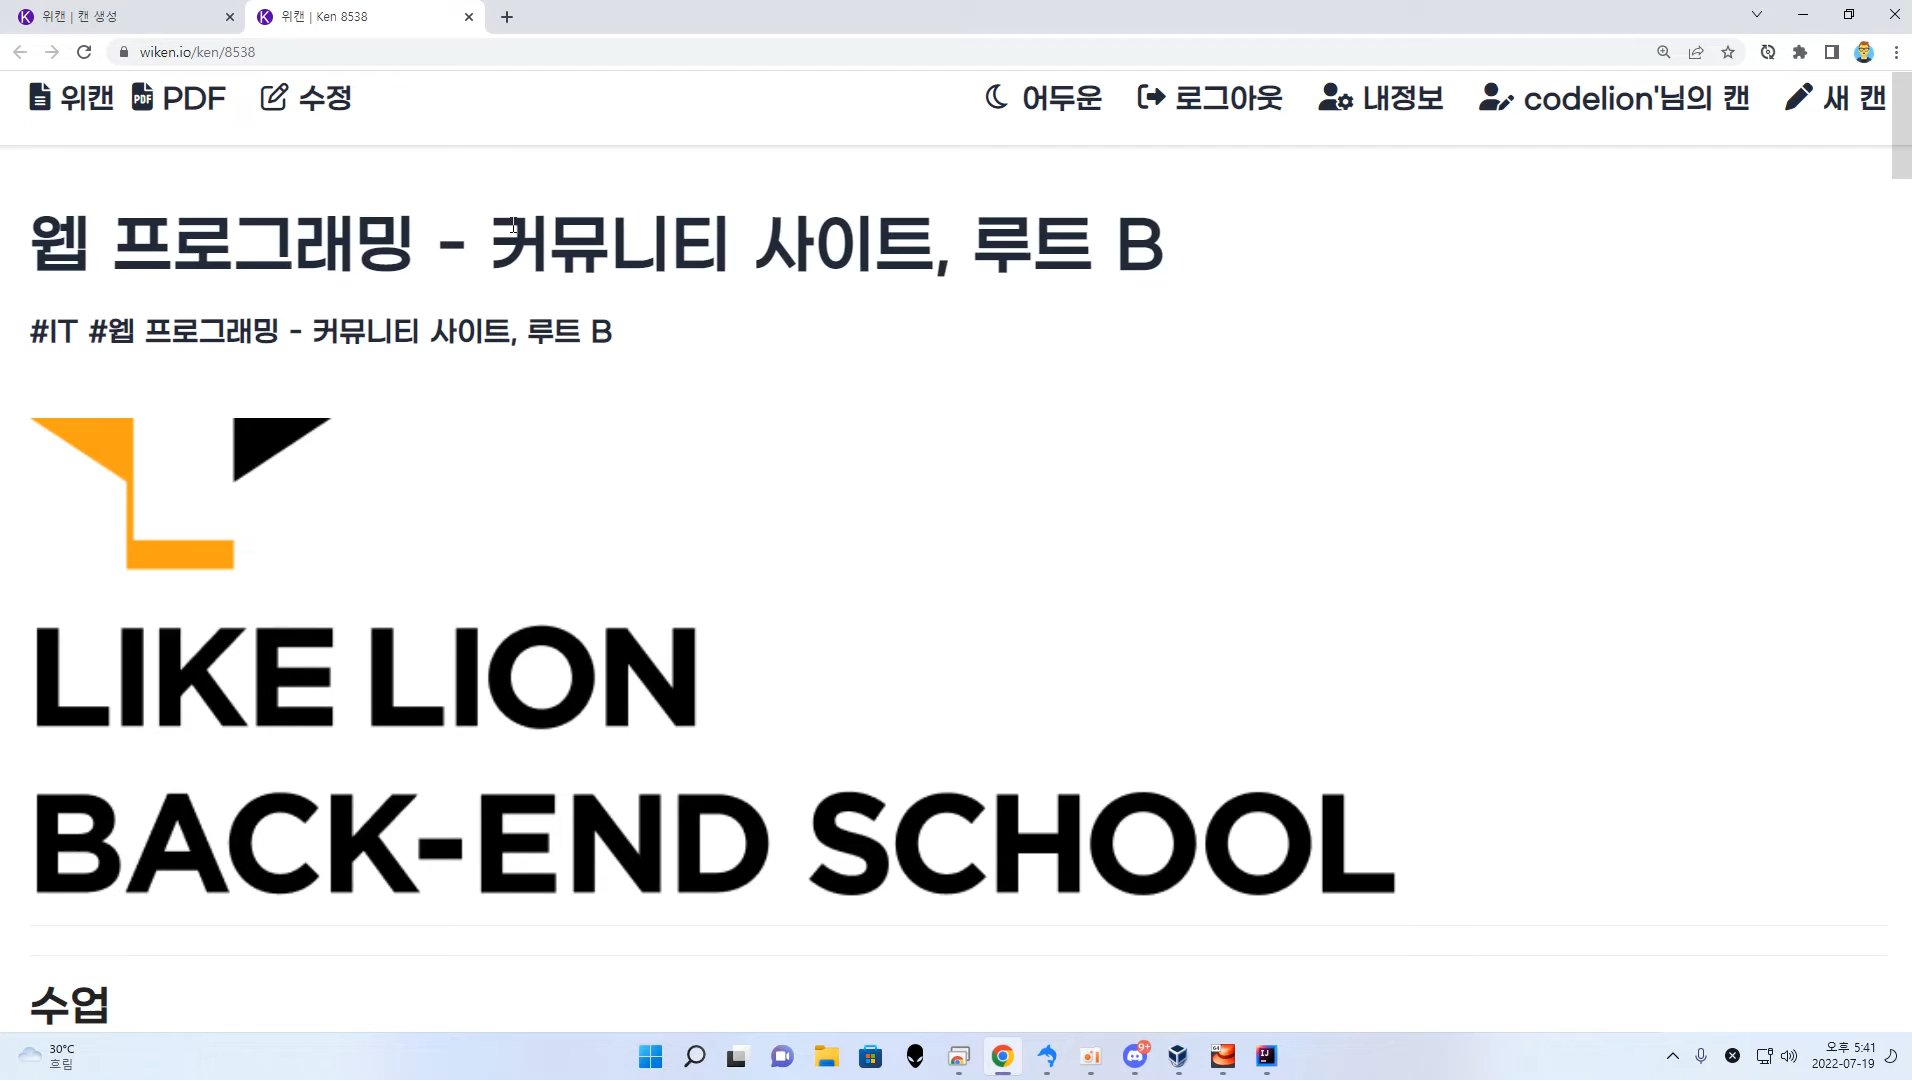 위캔 | 캔 생성
위캔 | Ken 8538
wiken.io/ken/8538
위캔 PDF 수정 어두운 로그아웃 내정보 codelion'님의 캔 새 캔
웹 프로그래밍 - 커뮤니티 사이트, 루트 B
#IT #웹 프로그래밍 - 커뮤니티 사이트, 루트 B
LIKE LION
BACK-END SCHOOL
수업
30°C
흐림
9+
오후 5:41
2022-07-19